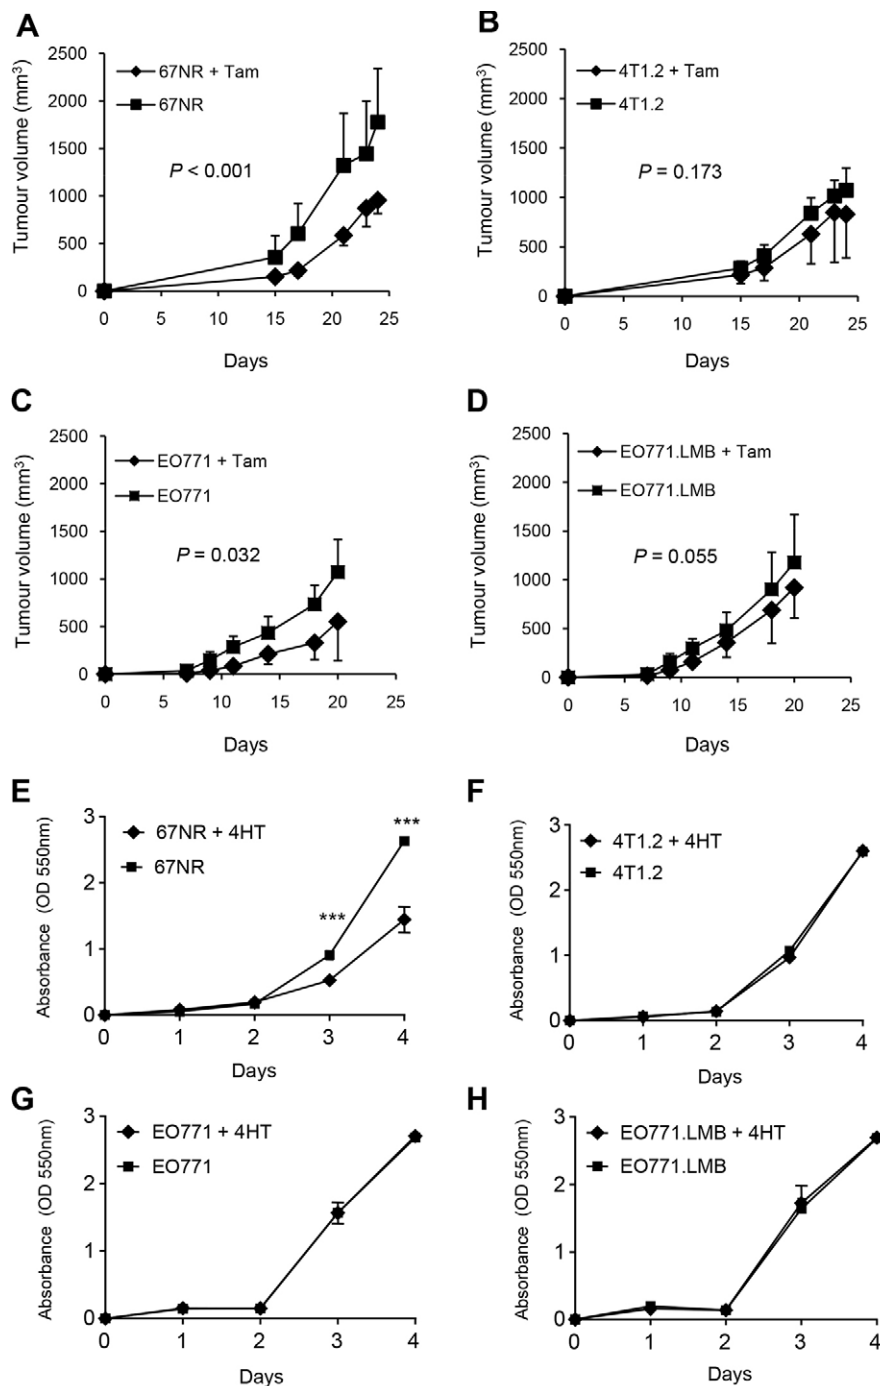 A
2500
2000
1500
1000
500
0
0 5 10 15 20 25
Tumour volume (mm³)
Days
67NR + Tam
67NR
P < 0.001
B
2500
2000
1500
1000
500
0
0 5 10 15 20 25
Tumour volume (mm³)
Days
4T1.2 + Tam
4T1.2
P = 0.173
C
2500
2000
1500
1000
500
0
0 5 10 15 20 25
Tumour volume (mm³)
Days
EO771 + Tam
EO771
P = 0.032
D
2500
2000
1500
1000
500
0
0 5 10 15 20 25
Tumour volume (mm³)
Days
EO771.LMB + Tam
EO771.LMB
P = 0.055
E
3
2
1
0
0 1 2 3 4
Absorbance (OD 550nm)
Days
67NR + 4HT
67NR
***
***
F
3
2
1
0
0 1 2 3 4
Absorbance (OD 550nm)
Days
4T1.2 + 4HT
4T1.2
G
3
2
1
0
0 1 2 3 4
Absorbance (OD 550nm)
Days
EO771 + 4HT
EO771
H
3
2
1
0
0 1 2 3 4
Absorbance (OD 550nm)
Days
EO771.LMB + 4HT
EO771.LMB